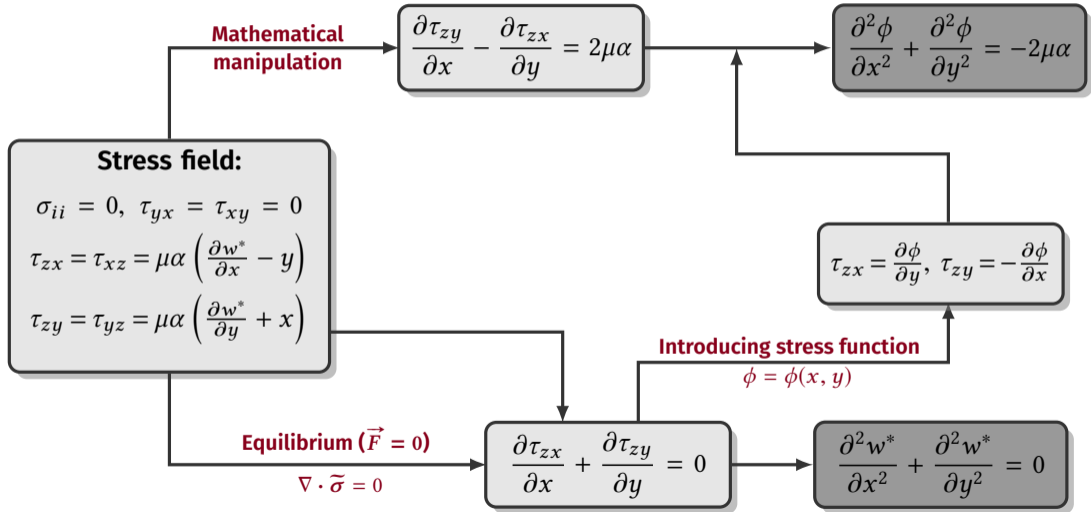 Mathematical
manipulation
∂τ_zy/∂x − ∂τ_zx/∂y = 2μα
∂²ϕ/∂x² + ∂²ϕ/∂y² = −2μα
Stress field:
σ_ii = 0, τ_yx = τ_xy = 0
τ_zx = τ_xz = μα (∂w*/∂x − y)
τ_zy = τ_yz = μα (∂w*/∂y + x)
τ_zx = ∂ϕ/∂y, τ_zy = −∂ϕ/∂x
Introducing stress function
ϕ = ϕ(x, y)
Equilibrium (F⃗ = 0)
∇ · σ̃ = 0
∂τ_zx/∂x + ∂τ_zy/∂y = 0
∂²w*/∂x² + ∂²w*/∂y² = 0